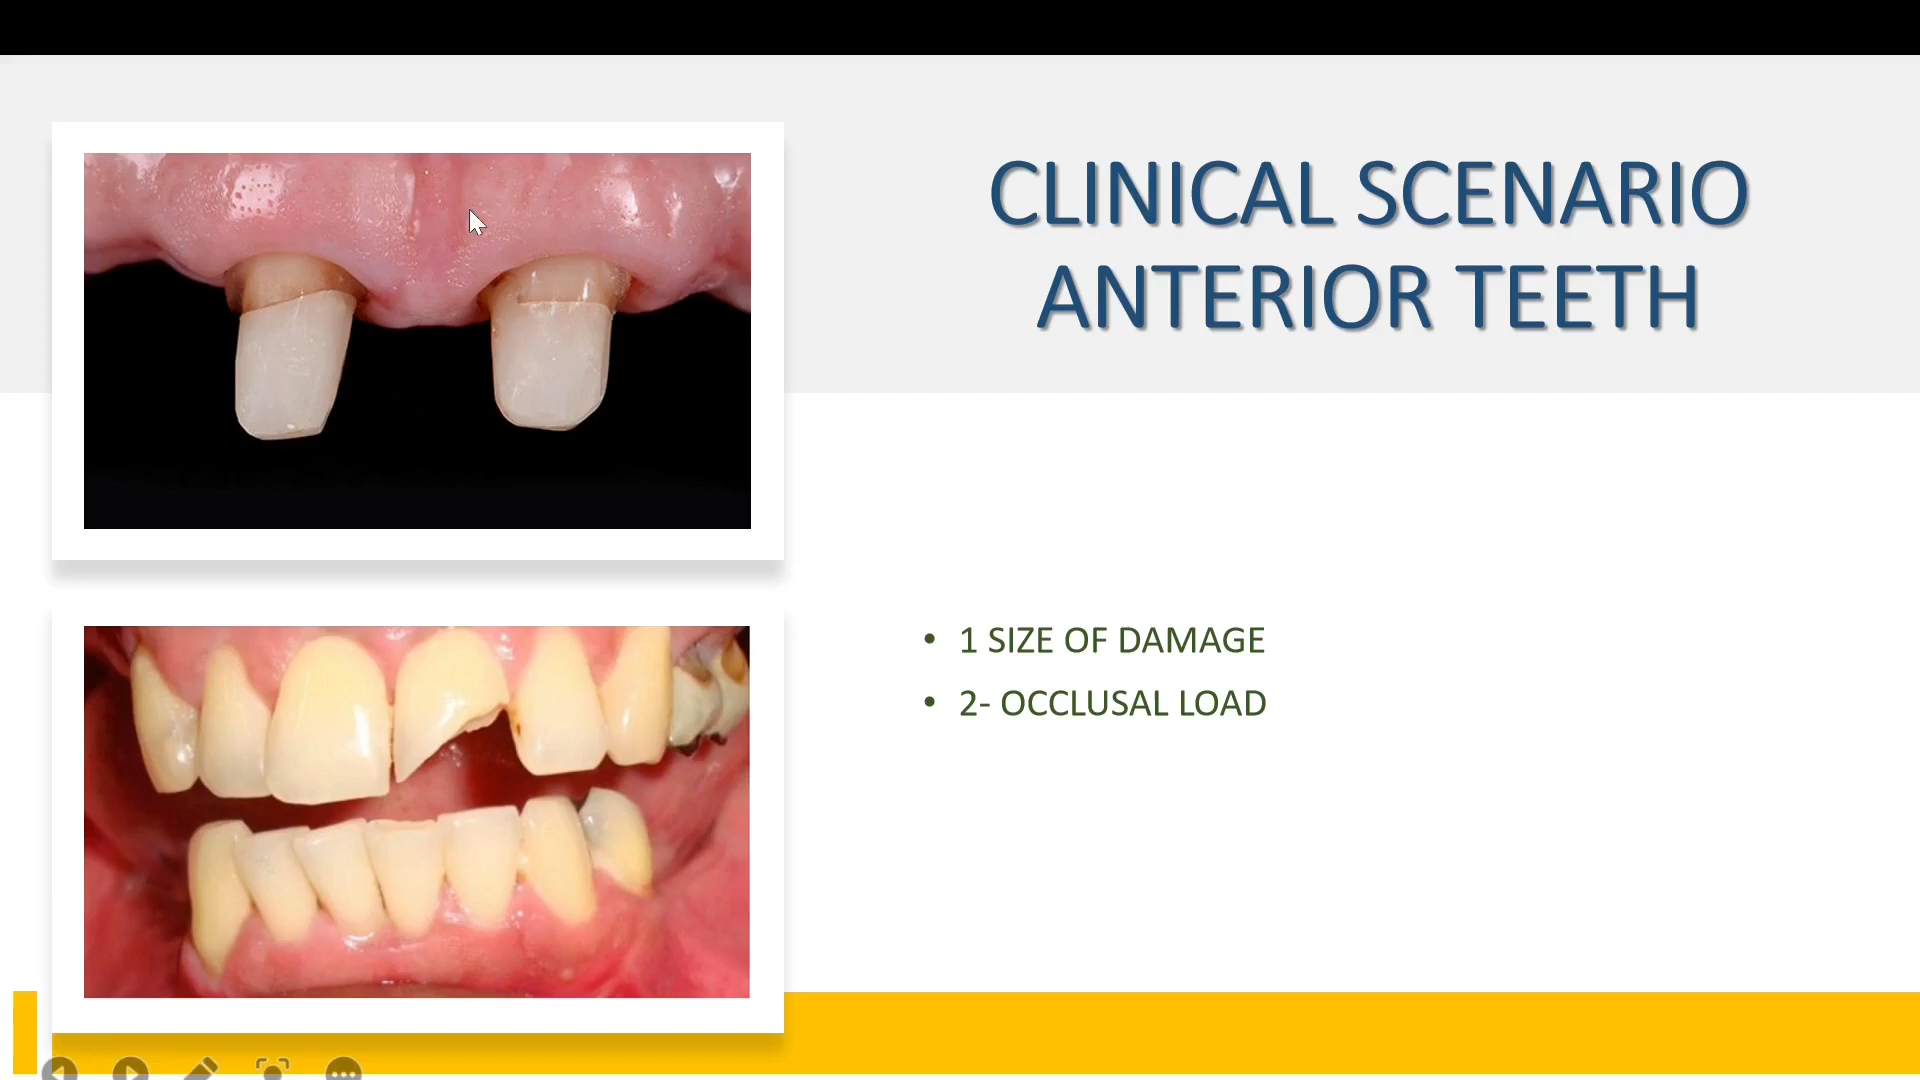 CLINICAL SCENARIO
ANTERIOR TEETH
• 1 SIZE OF DAMAGE
• 2- OCCLUSAL LOAD